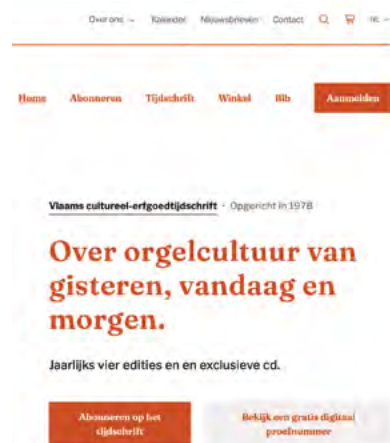 Over ons Kalender Nieuwsbrieven Contact NL
Home Abonneren Tijdschrift Winkel Bib Aanmelden
Vlaams cultureel-erfgoedtijdschrift · Opgericht in 1978
Over orgelcultuur van
gisteren, vandaag en
morgen.
Jaarlijks vier edities en en exclusieve cd.
Abonneren op het
tijdschrift
Bekijk een gratis digitaal
proefnummer